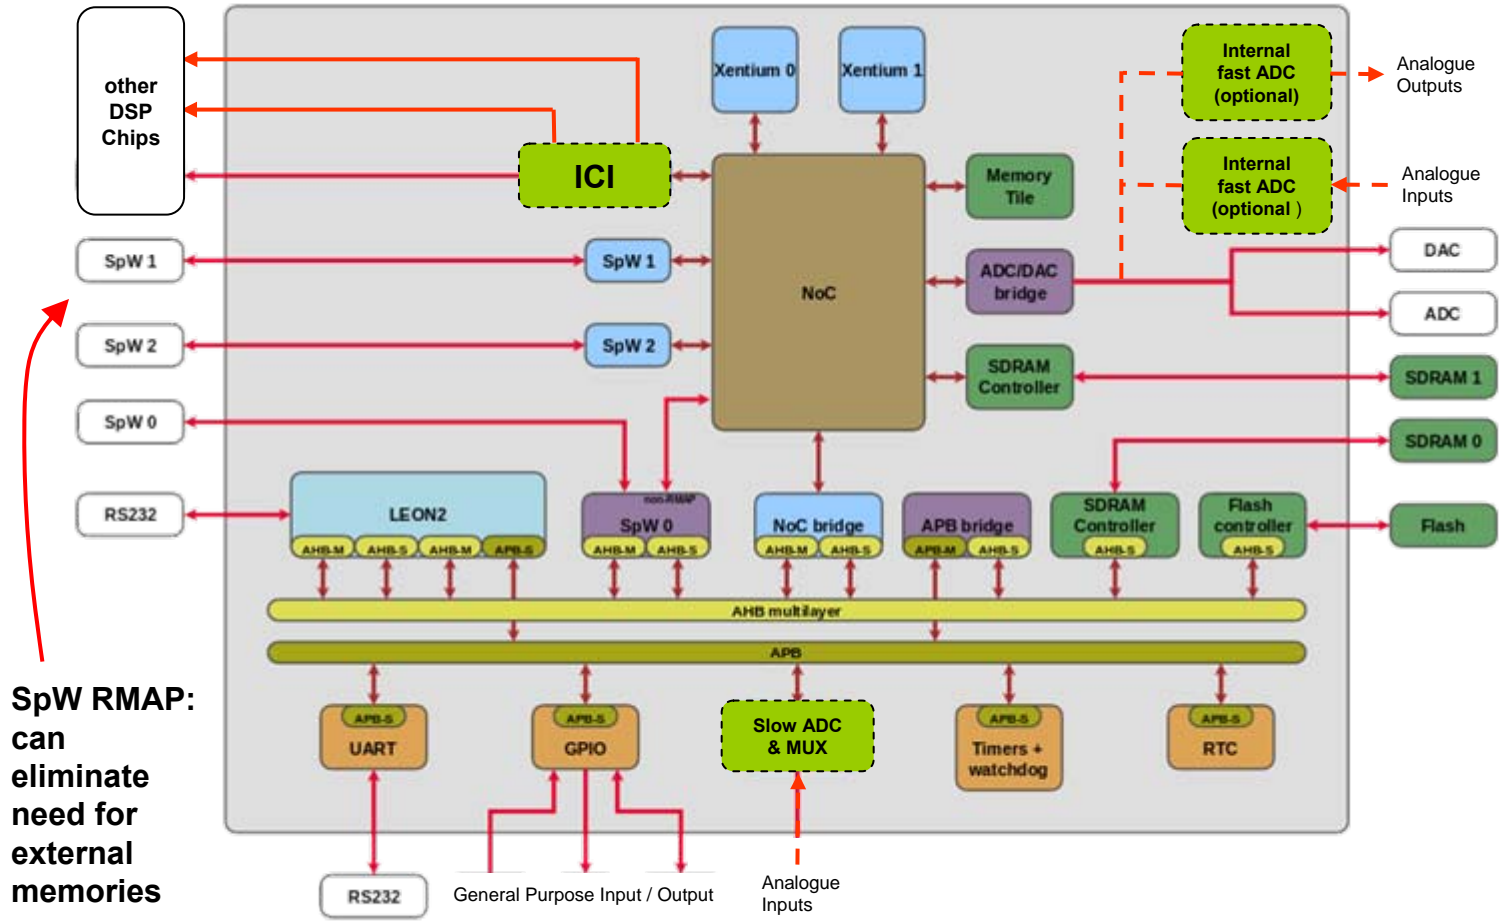 other
DSP
Chips
Xentium 0
Xentium 1
Internal
fast ADC
(optional)
Analogue
Outputs
ICI
Memory
Tile
Internal
fast ADC
(optional )
Analogue
Inputs
SpW 1
SpW 1
NoC
ADC/DAC
bridge
DAC
ADC
SpW 2
SpW 2
SDRAM
Controller
SDRAM 1
SpW 0
SDRAM 0
RS232
LEON2
AHB-M
AHB-S
AHB-M
APB-S
non-RMAP
SpW 0
AHB-M
AHB-S
NoC bridge
AHB-M
AHB-S
APB bridge
APB-M
AHB-S
SDRAM
Controller
AHB-S
Flash
controller
AHB-S
Flash
AHB multilayer
APB
SpW RMAP:
can
eliminate
need for
external
memories
APB-S
UART
APB-S
GPIO
Slow ADC
& MUX
APB-S
Timers +
watchdog
APB-S
RTC
RS232
General Purpose Input / Output
Analogue
Inputs